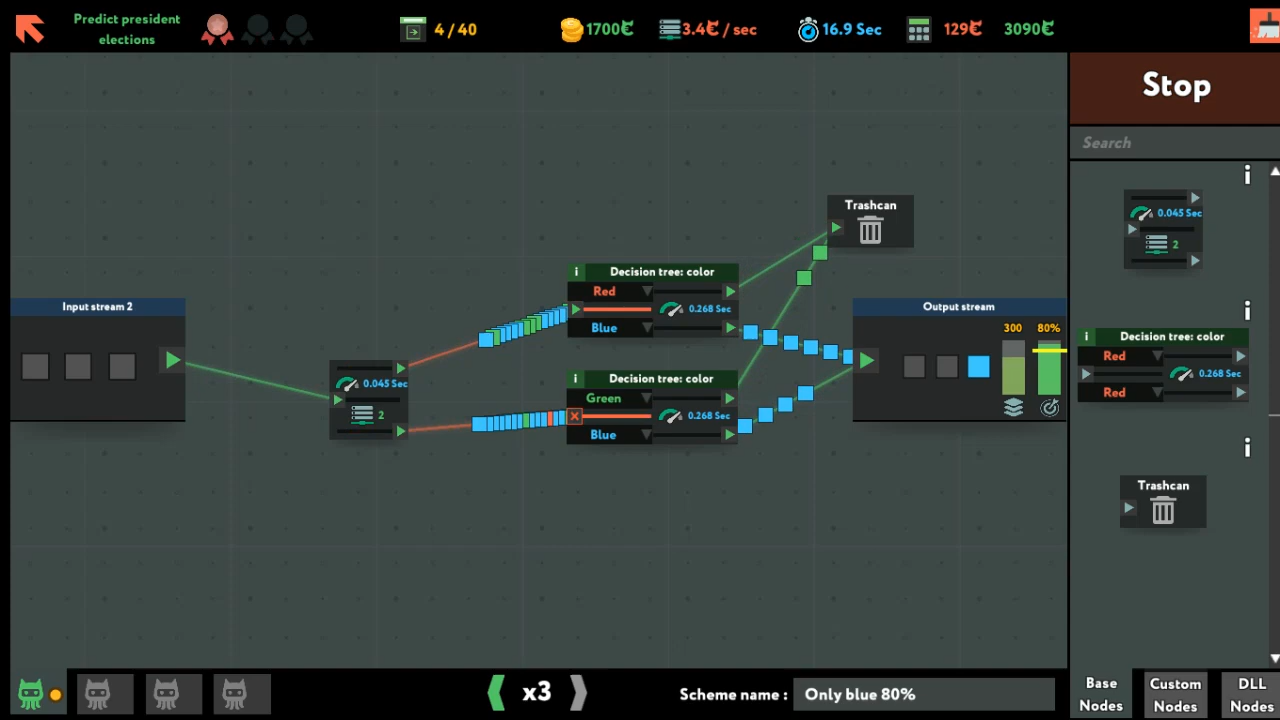 Predict president
elections
4 / 40
1700€
3.4€ / sec
16.9 Sec
129€
3090€
Stop
Search
i
0.045 Sec
2
i
i Decision tree: color
Red
0.268 Sec
Red
i
Trashcan
Trashcan
i Decision tree: color
Red
0.268 Sec
Blue
Input stream 2
Output stream
300 80%
0.045 Sec
2
i Decision tree: color
Green
0.268 Sec
Blue
x3
Scheme name : Only blue 80%
Base
Nodes
Custom
Nodes
DLL
Nodes